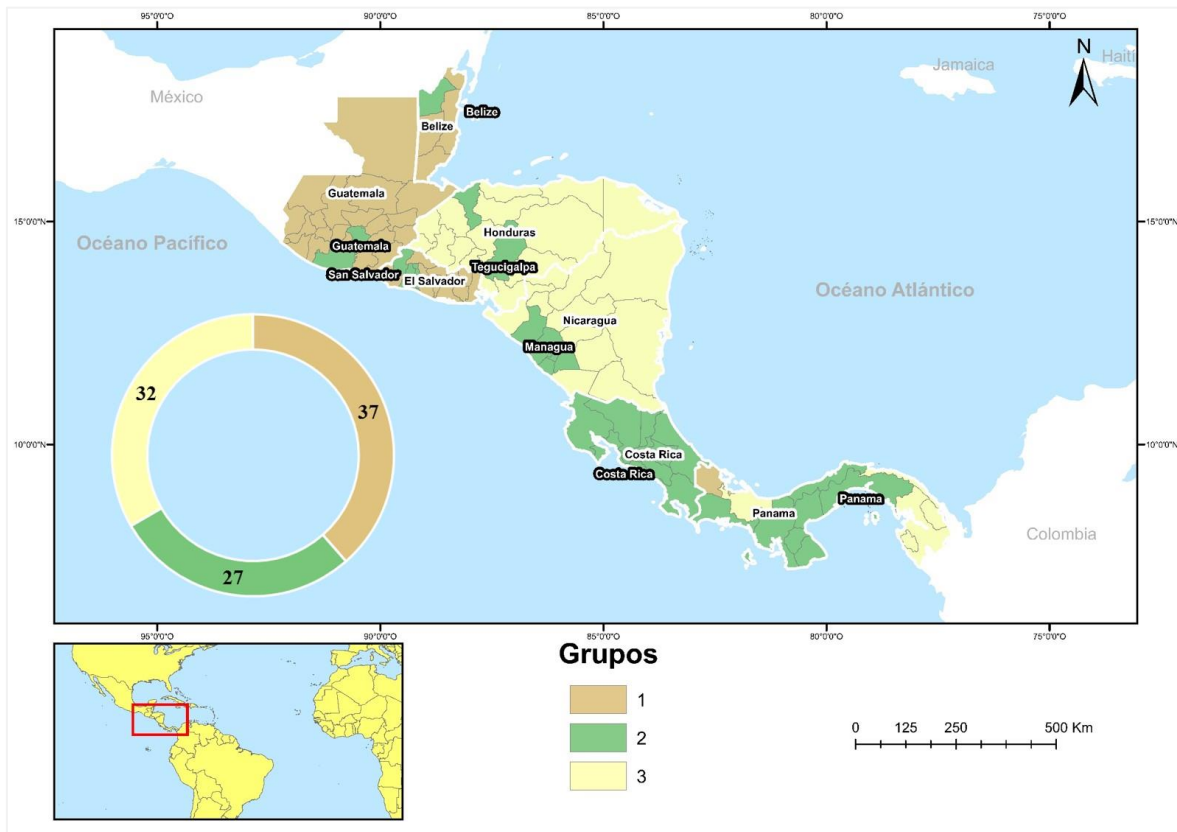 95°0'0"O
90°0'0"O
85°0'0"O
80°0'0"O
75°0'0"O
N
Jamaica
Haití
México
Belize
Belize
Guatemala
15°0'0"N
15°0'0"N
Honduras
Océano Pacífico
Guatemala
Tegucigalpa
San Salvador
El Salvador
Océano Atlántico
Nicaragua
Managua
32
37
10°0'0"N
10°0'0"N
Costa Rica
Costa Rica
Panama
Panama
Colombia
27
95°0'0"O
90°0'0"O
85°0'0"O
80°0'0"O
75°0'0"O
Grupos
1
2
3
0 125 250 500 Km